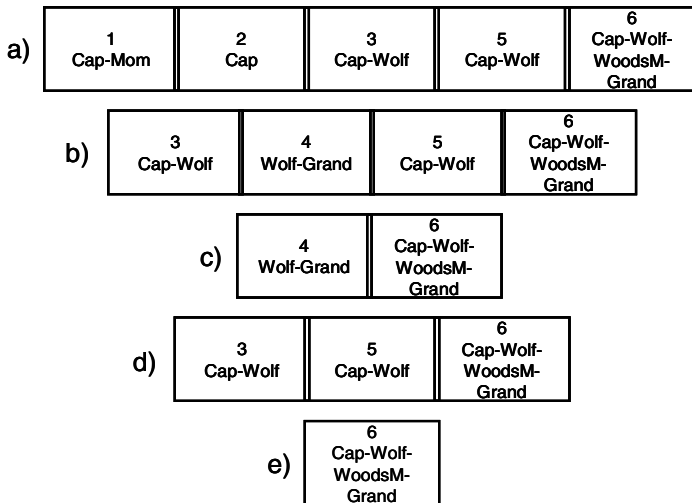 a)
1
Cap-Mom
2
Cap
3
Cap-Wolf
5
Cap-Wolf
6
Cap-Wolf-
WoodsM-
Grand
b)
3
Cap-Wolf
4
Wolf-Grand
5
Cap-Wolf
6
Cap-Wolf-
WoodsM-
Grand
c)
4
Wolf-Grand
6
Cap-Wolf-
WoodsM-
Grand
d)
3
Cap-Wolf
5
Cap-Wolf
6
Cap-Wolf-
WoodsM-
Grand
e)
6
Cap-Wolf-
WoodsM-
Grand